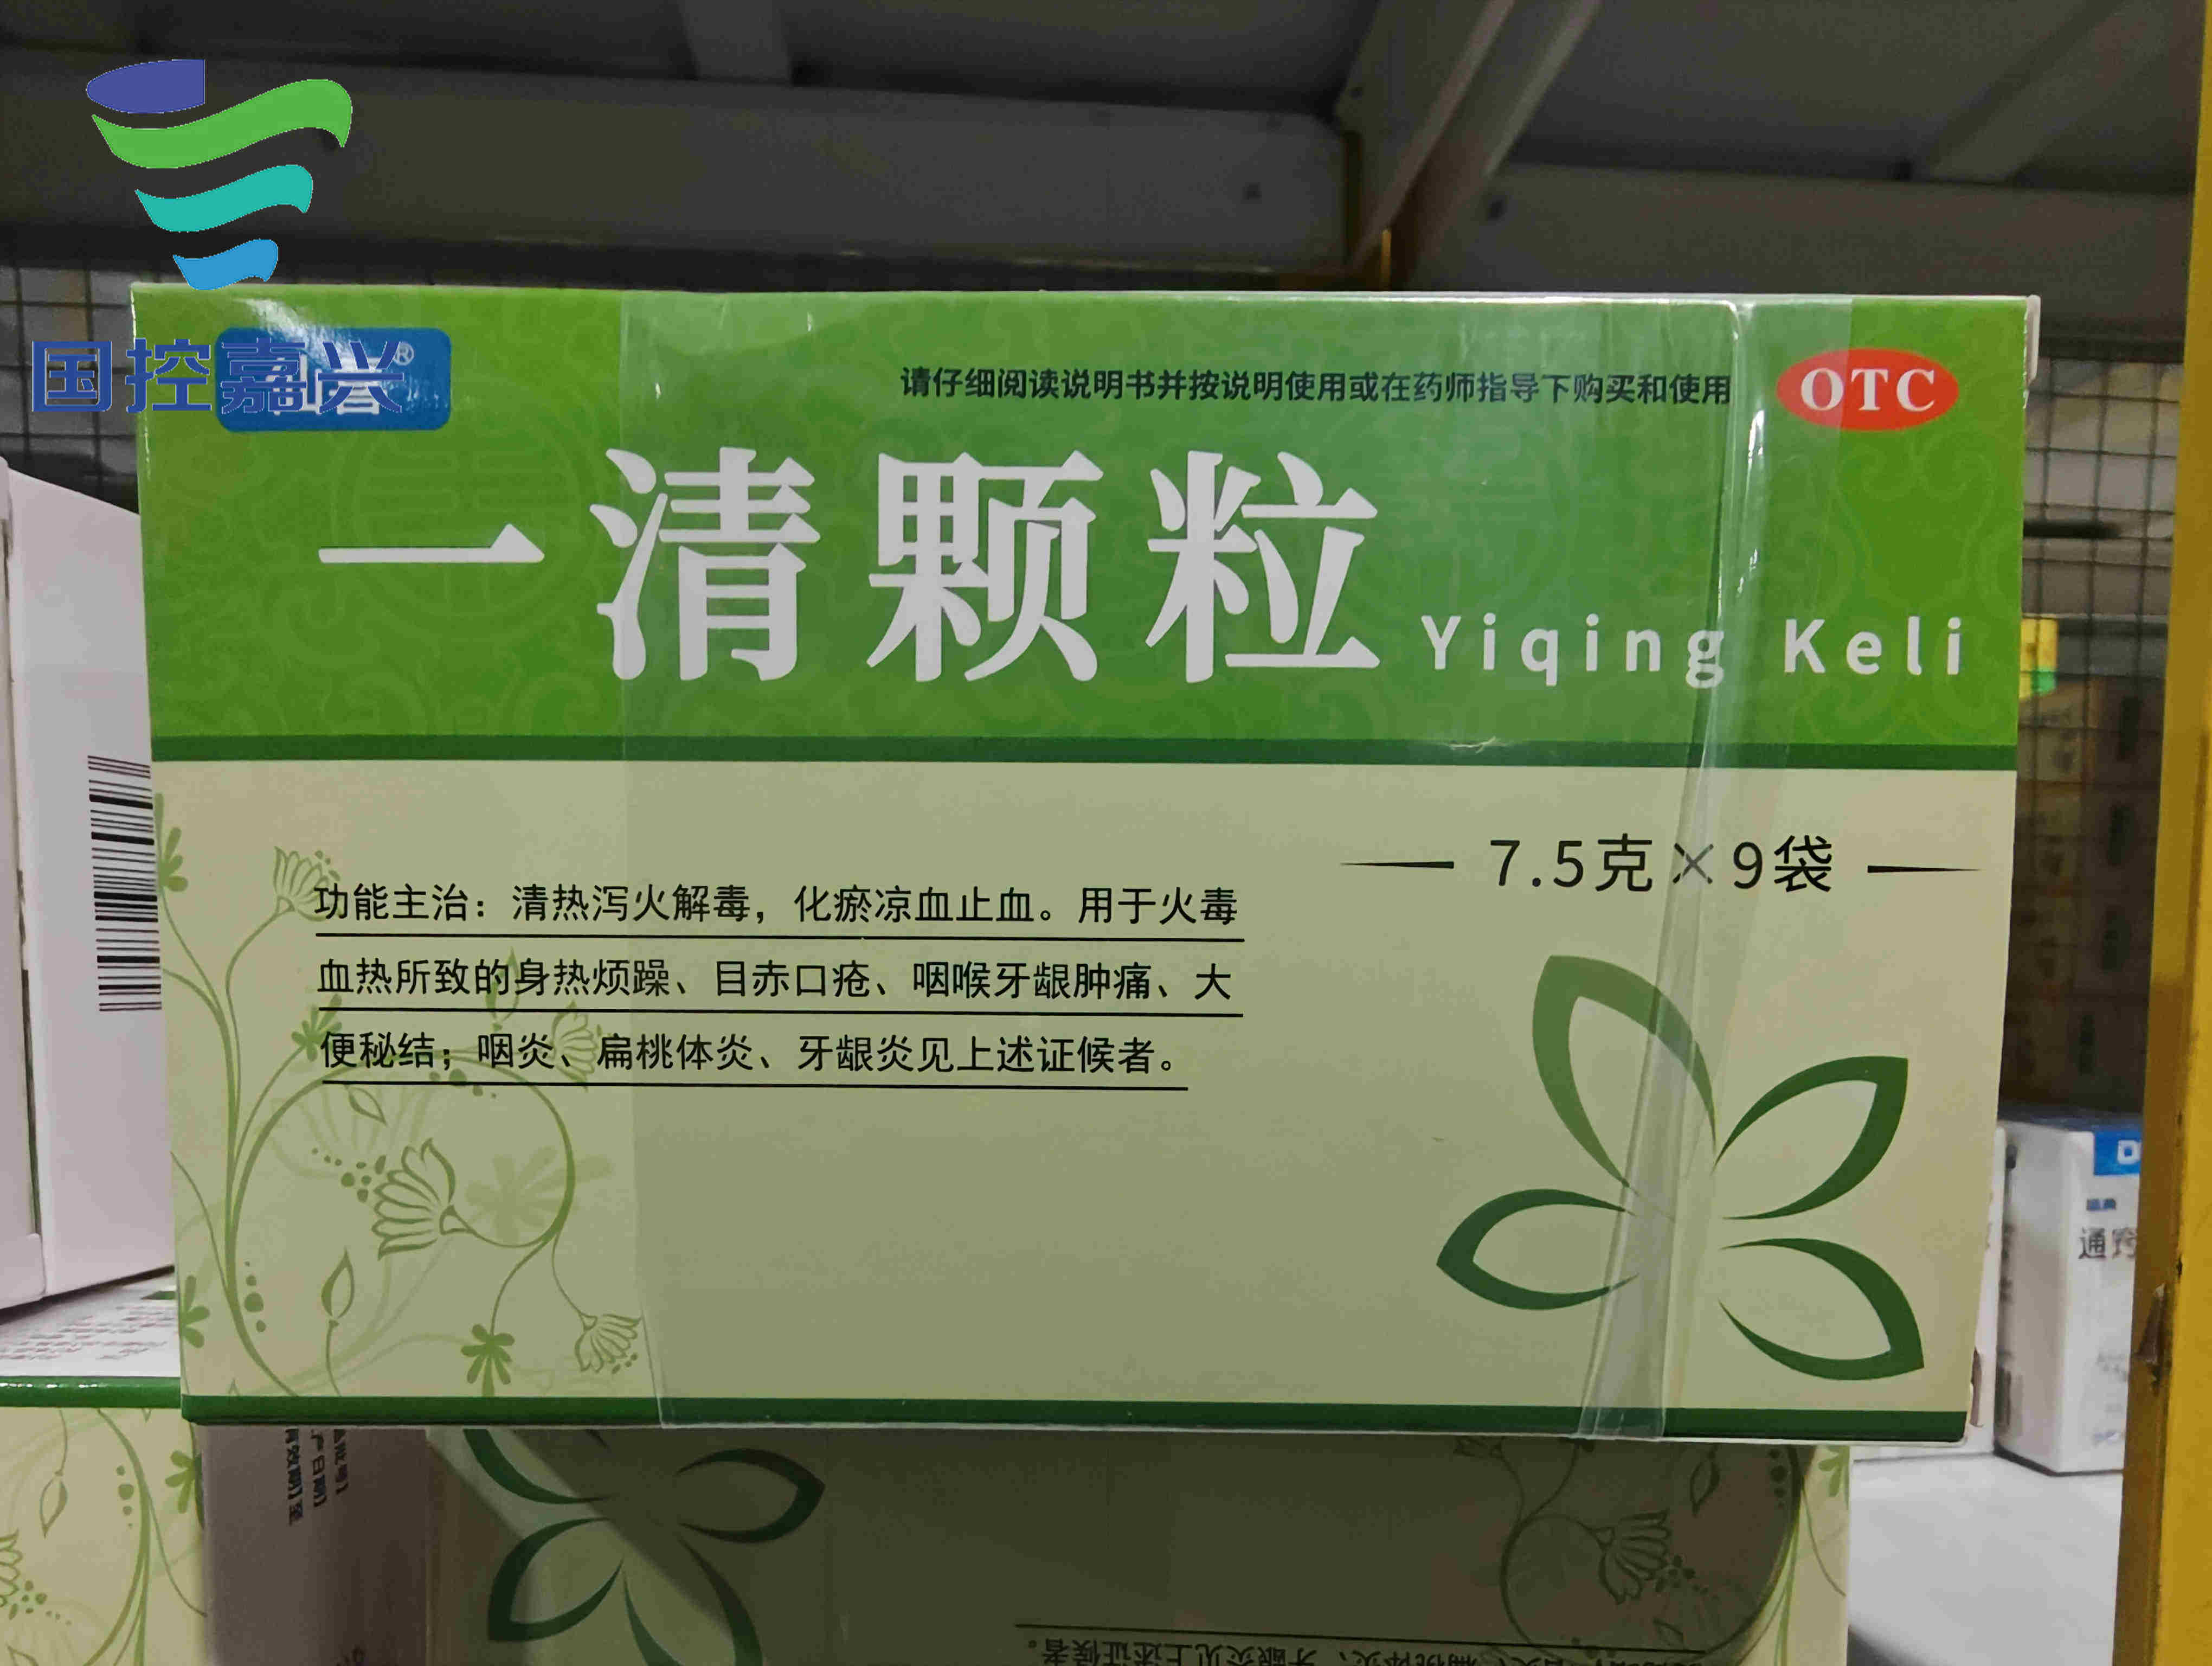 国控嘉兴
®
请仔细阅读说明书并按说明使用或在药师指导下购买和使用
OTC
一清颗粒
Yiqing Keli
7.5克×9袋
功能主治：清热泻火解毒，化瘀凉血止血。用于火毒
血热所致的身热烦躁、目赤口疮、咽喉牙龈肿痛、大
便秘结；咽炎、扁桃体炎、牙龈炎见上述证候者。
通窍